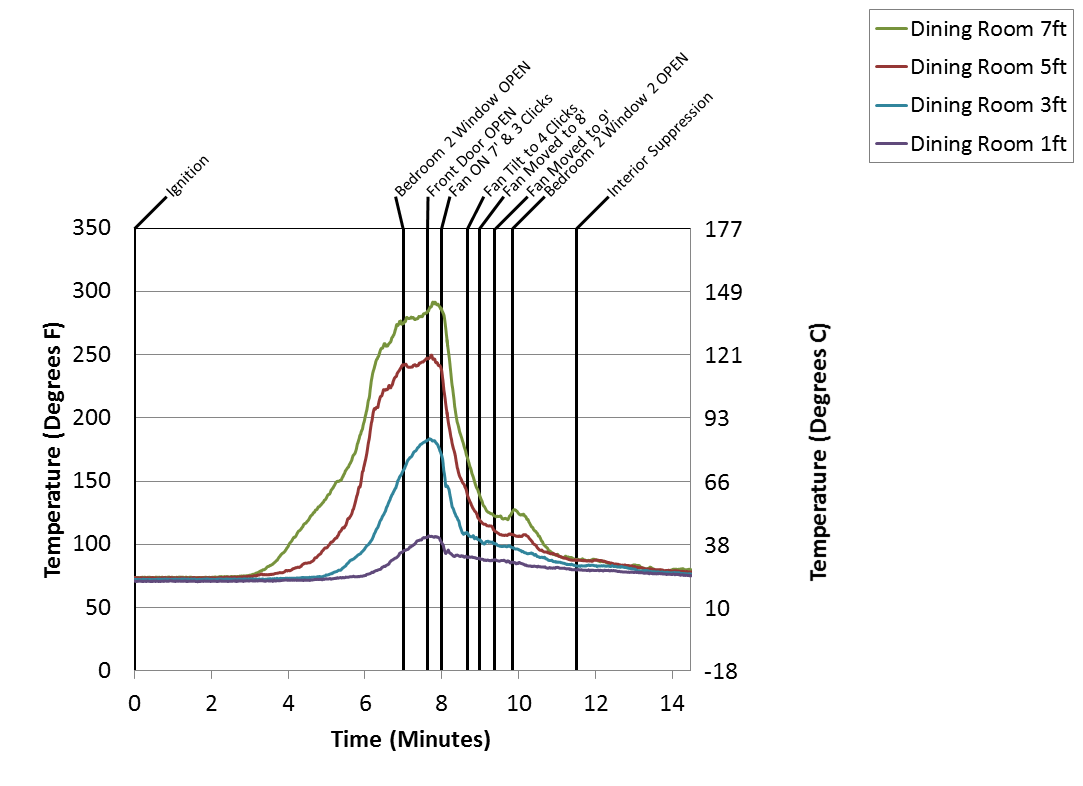 Dining Room 7ft
Dining Room 5ft
Dining Room 3ft
Dining Room 1ft
Ignition
Bedroom 2 Window OPEN
Front Door OPEN
Fan ON 7' & 3 Clicks
Fan Tilt to 4 Clicks
Fan Moved to 8'
Fan Moved to 9'
Bedroom 2 Window 2 OPEN
Interior Suppression
350
300
250
200
150
100
50
0
Temperature (Degrees F)
177
149
121
93
66
38
10
-18
Temperature (Degrees C)
0 2 4 6 8 10 12 14
Time (Minutes)